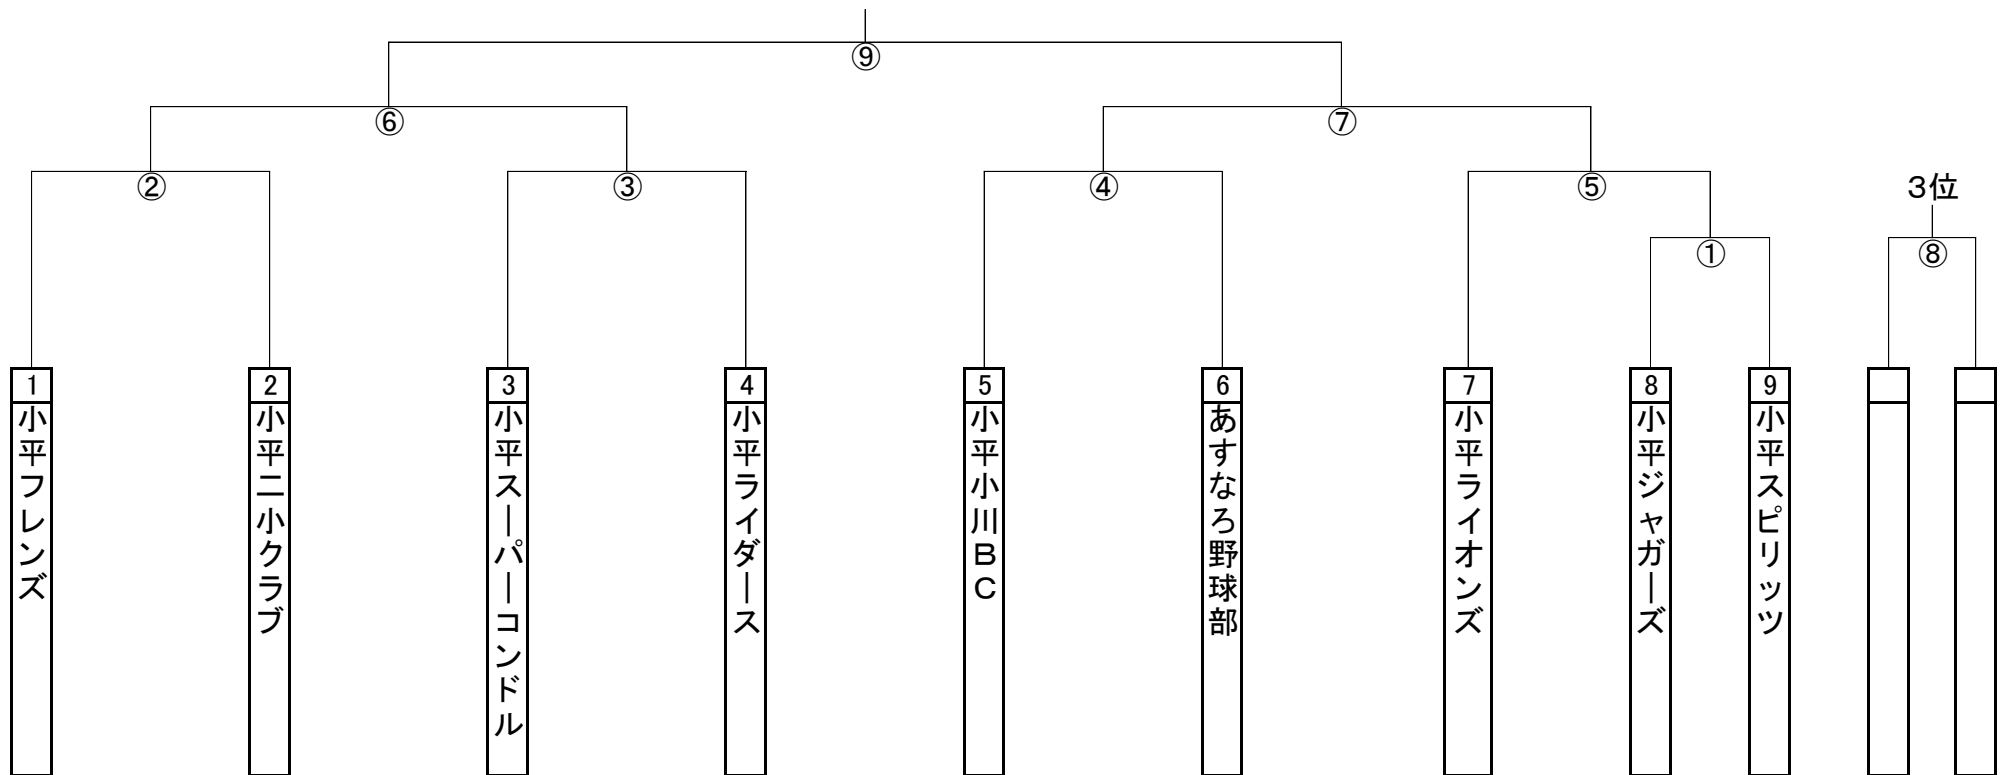 ⑨
⑥
⑦
②
③
④
⑤
3位
①
⑧
1
小平フレンズ
2
小平二小クラブ
3
小平スーパーコンドル
4
小平ライダース
5
小平小川BC
6
あすなろ野球部
7
小平ライオンズ
8
小平ジャガーズ
9
小平スピリッツ